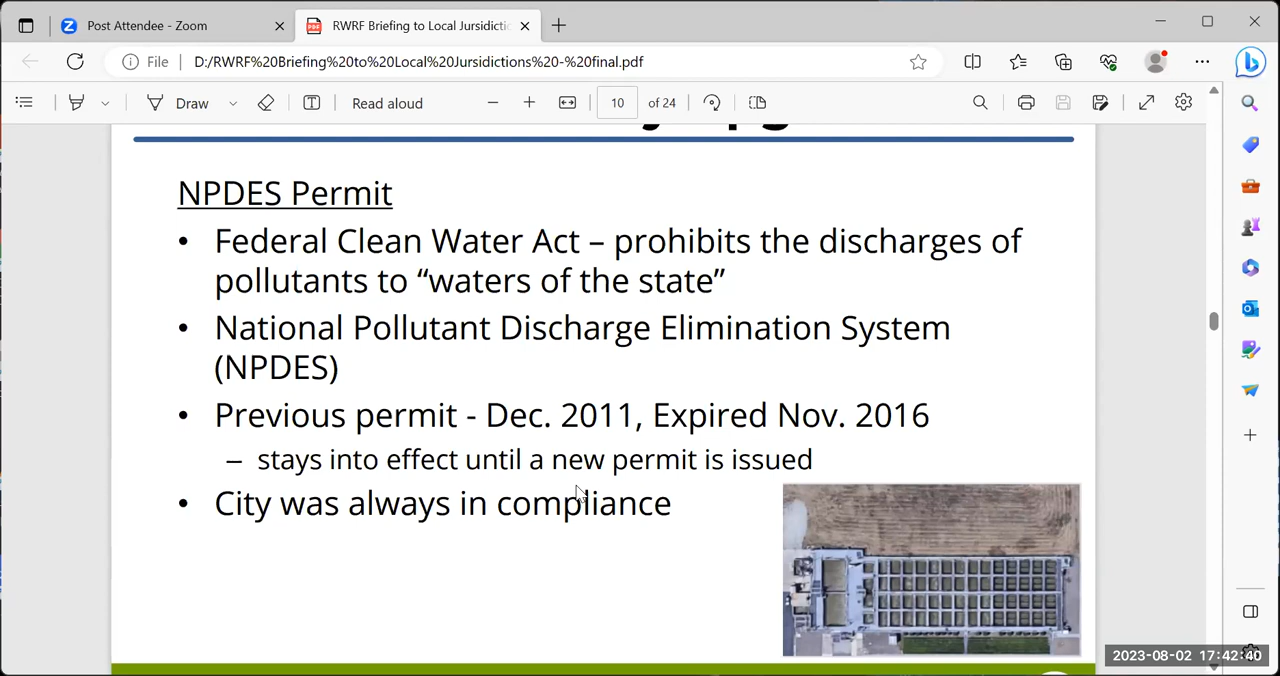 Post Attendee - Zoom
RWRF Briefing to Local Jursidictic
File
D:/RWRF%20Briefing%20to%20Local%20Jursidictions%20-%20final.pdf
Draw
Read aloud
10
of 24
NPDES Permit
• Federal Clean Water Act – prohibits the discharges of
pollutants to “waters of the state”
• National Pollutant Discharge Elimination System
(NPDES)
• Previous permit - Dec. 2011, Expired Nov. 2016
– stays into effect until a new permit is issued
• City was always in compliance
2023-08-02 17:42:40